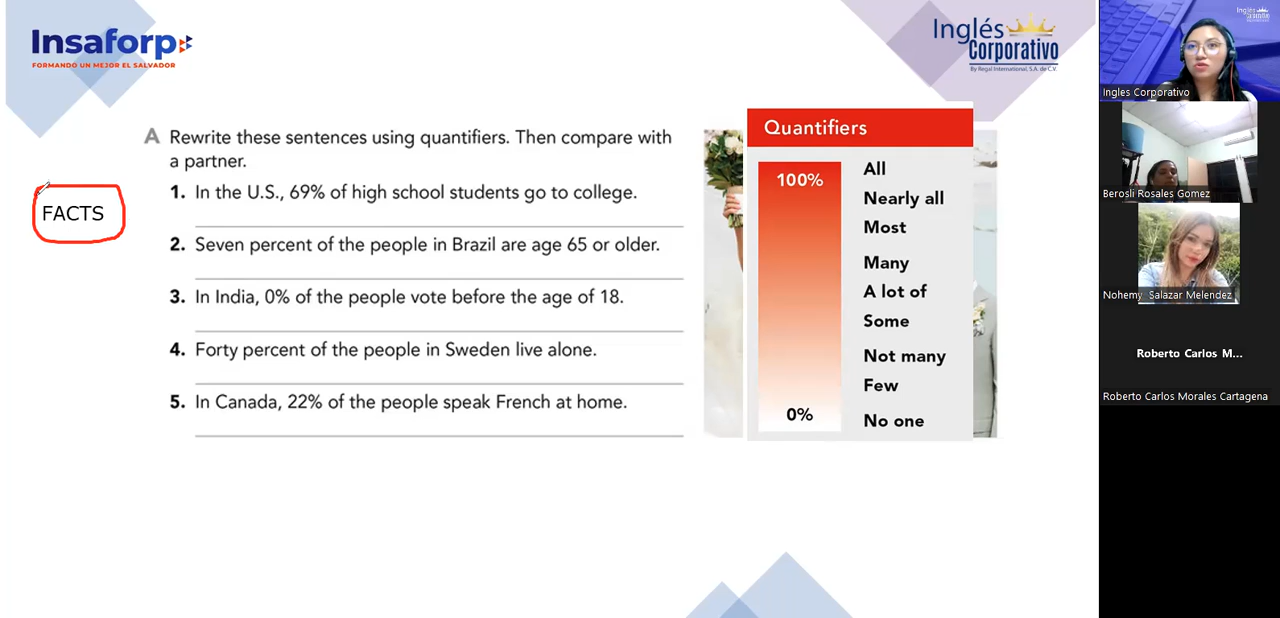 Insaforp
FORMANDO UN MEJOR EL SALVADOR
Inglés
Corporativo
By Regal International, S.A. de C.V.
A Rewrite these sentences using quantifiers. Then compare with
a partner.
1. In the U.S., 69% of high school students go to college.
2. Seven percent of the people in Brazil are age 65 or older.
3. In India, 0% of the people vote before the age of 18.
4. Forty percent of the people in Sweden live alone.
5. In Canada, 22% of the people speak French at home.
FACTS
Quantifiers
100%
All
Nearly all
Most
Many
A lot of
Some
Not many
Few
0%
No one
Inglés
Ingles Corporativo
Berosli Rosales Gomez
Nohemy Salazar Melendez
Roberto Carlos M...
Roberto Carlos Morales Cartagena